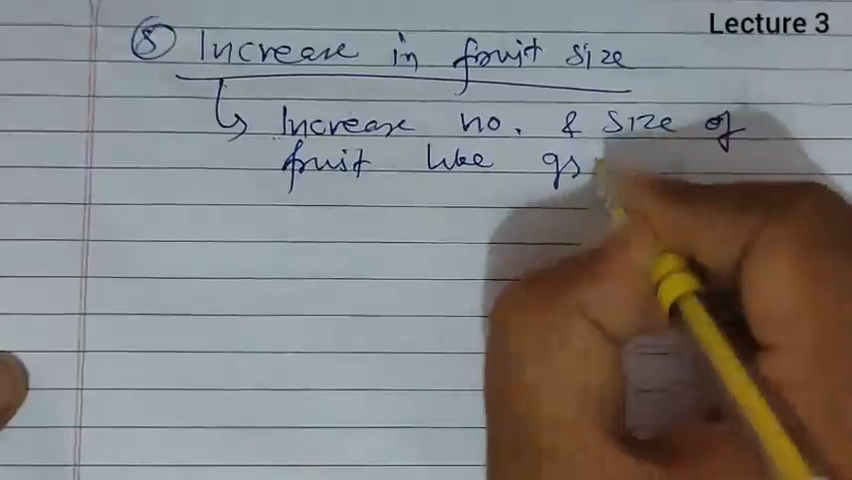 Lecture 3
8 Increase in fruit size
↳ Increase no. & Size of
fruit like